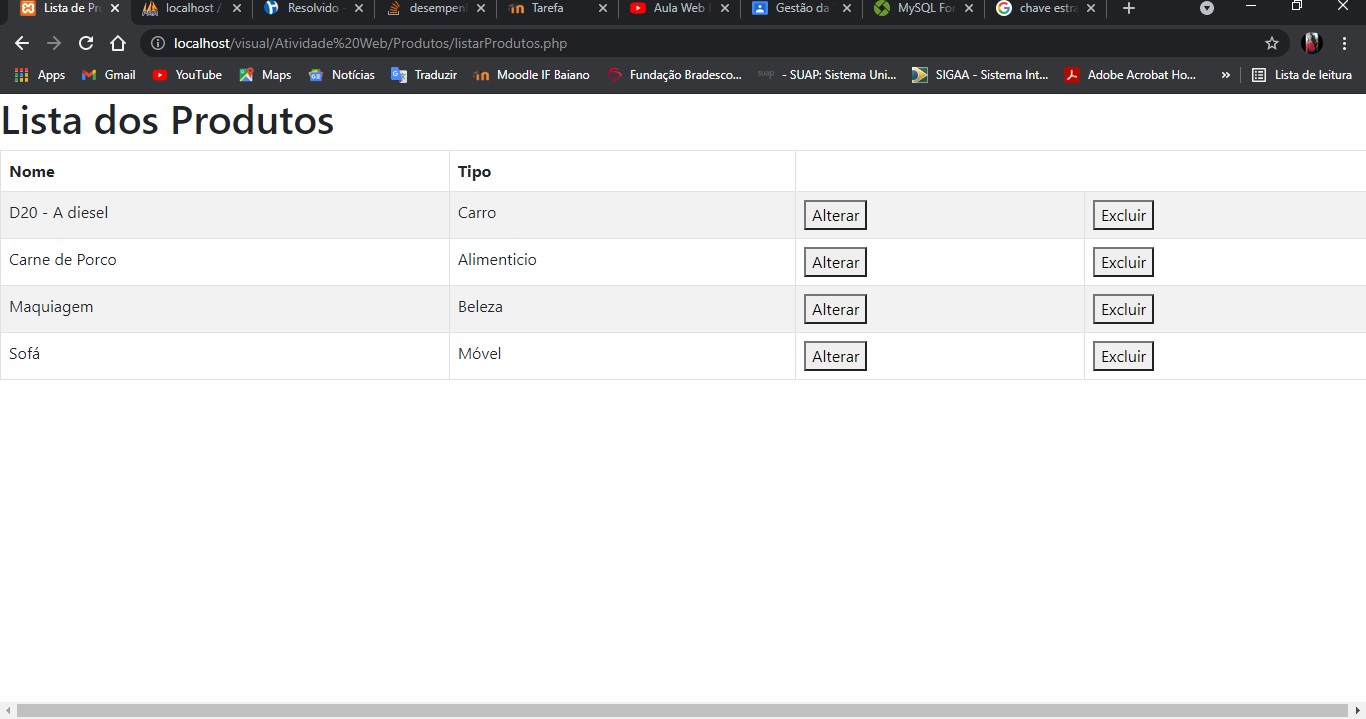 Lista de Pr
localhost /
Resolvido
desempen
Tarefa
Aula Web
Gestão da
MySQL For
chave estra
localhost/visual/Atividade%20Web/Produtos/listarProdutos.php
Apps Gmail YouTube Maps Notícias Traduzir Moodle IF Baiano Fundação Bradesco... suap - SUAP: Sistema Uni... SIGAA - Sistema Int... Adobe Acrobat Ho... » Lista de leitura
Lista dos Produtos
Nome Tipo
D20 - A diesel Carro Alterar Excluir
Carne de Porco Alimenticio Alterar Excluir
Maquiagem Beleza Alterar Excluir
Sofá Móvel Alterar Excluir